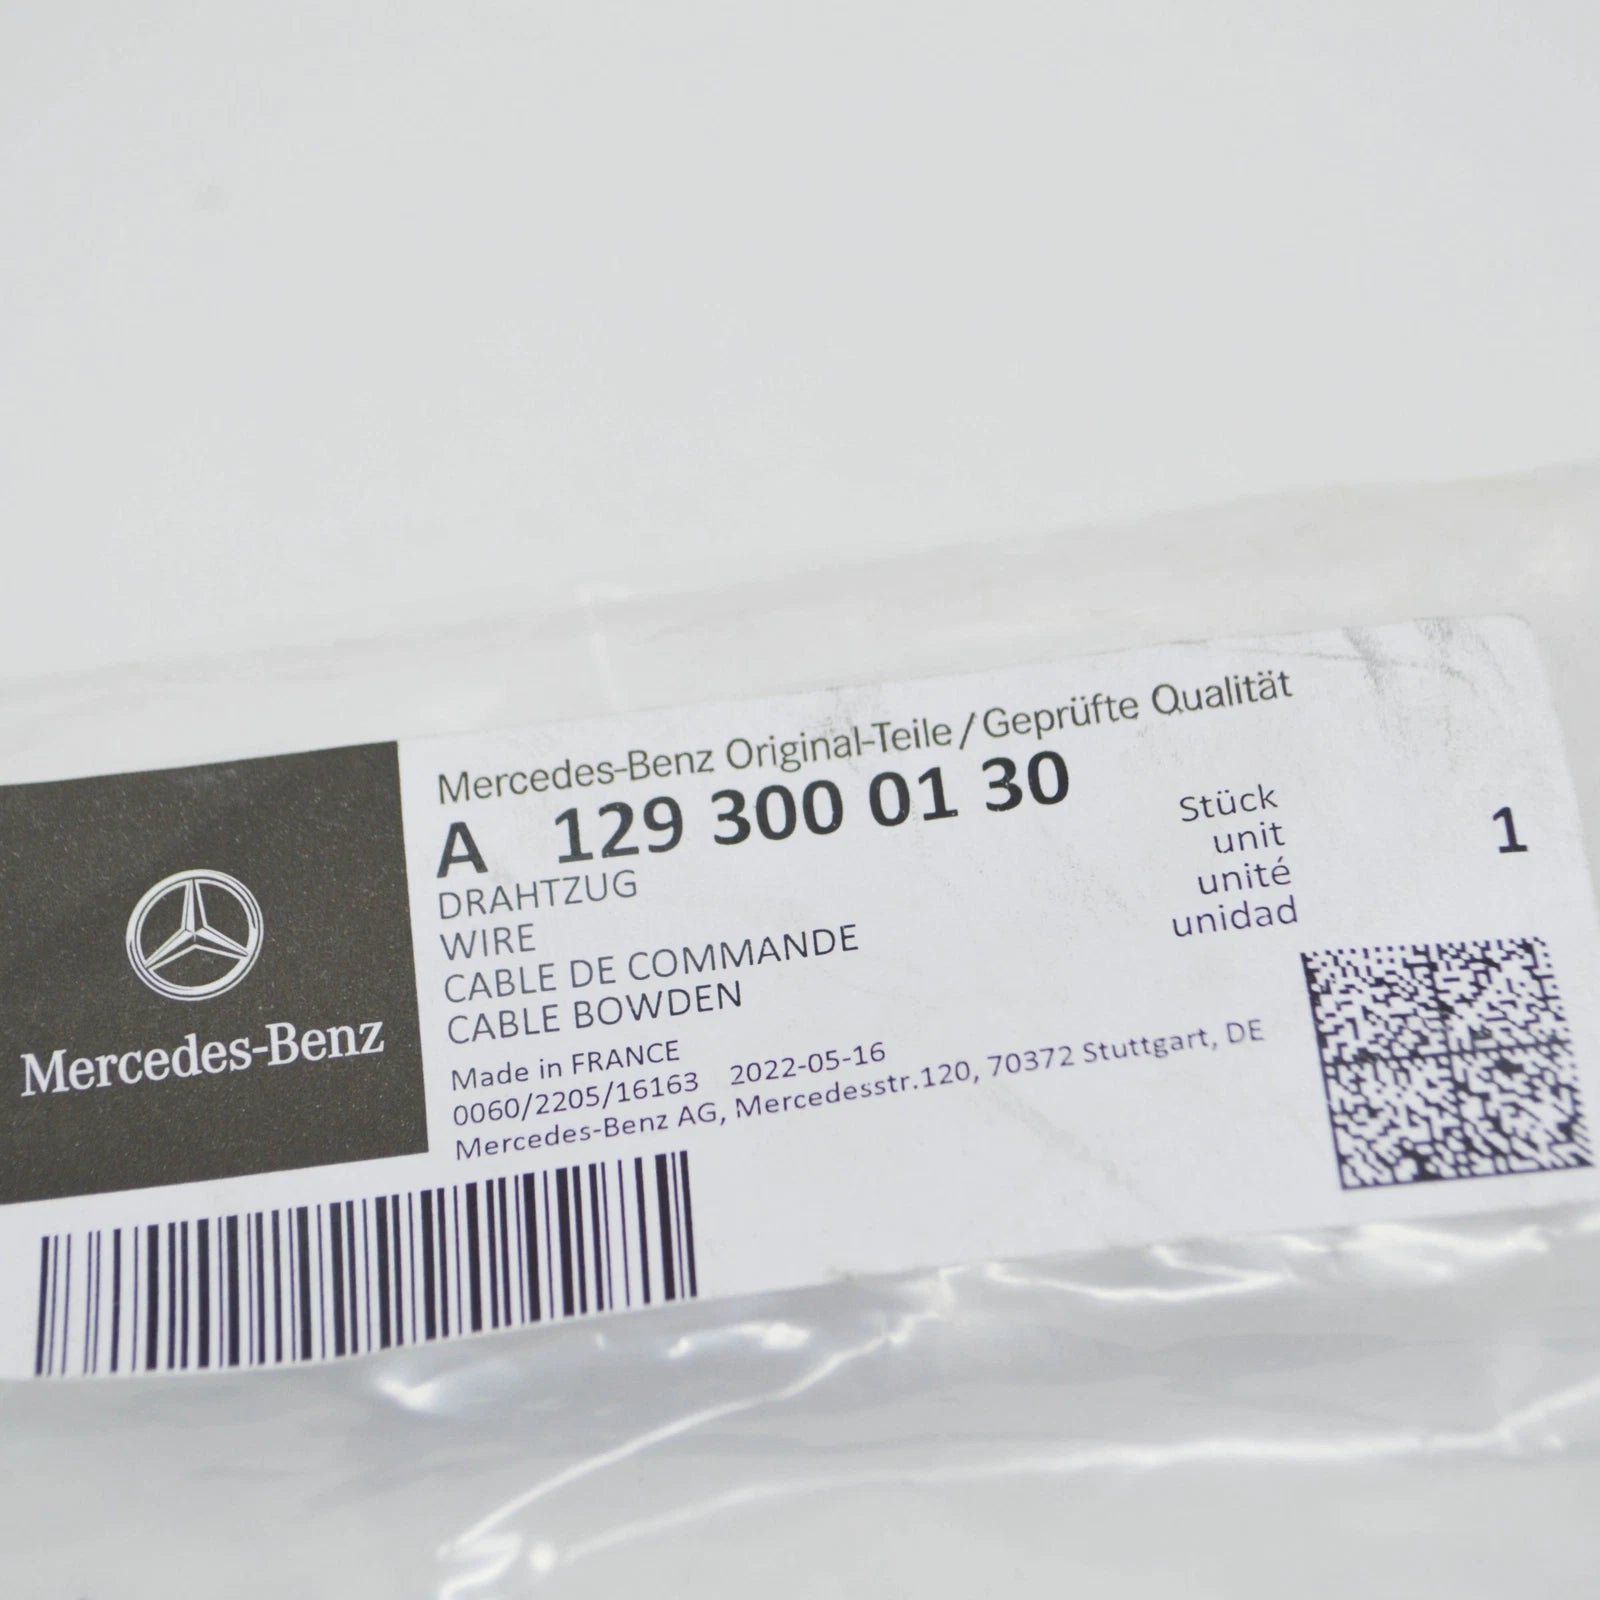 Mercedes-Benz
Mercedes-Benz Original-Teile/Geprüfte Qualität
A 129 300 01 30
DRAHTZUG
WIRE
CABLE DE COMMANDE
CABLE BOWDEN
Stück
unit
unité
unidad
1
Made in FRANCE
0060/2205/16163 2022-05-16
Mercedes-Benz AG, Mercedesstr.120, 70372 Stuttgart, DE